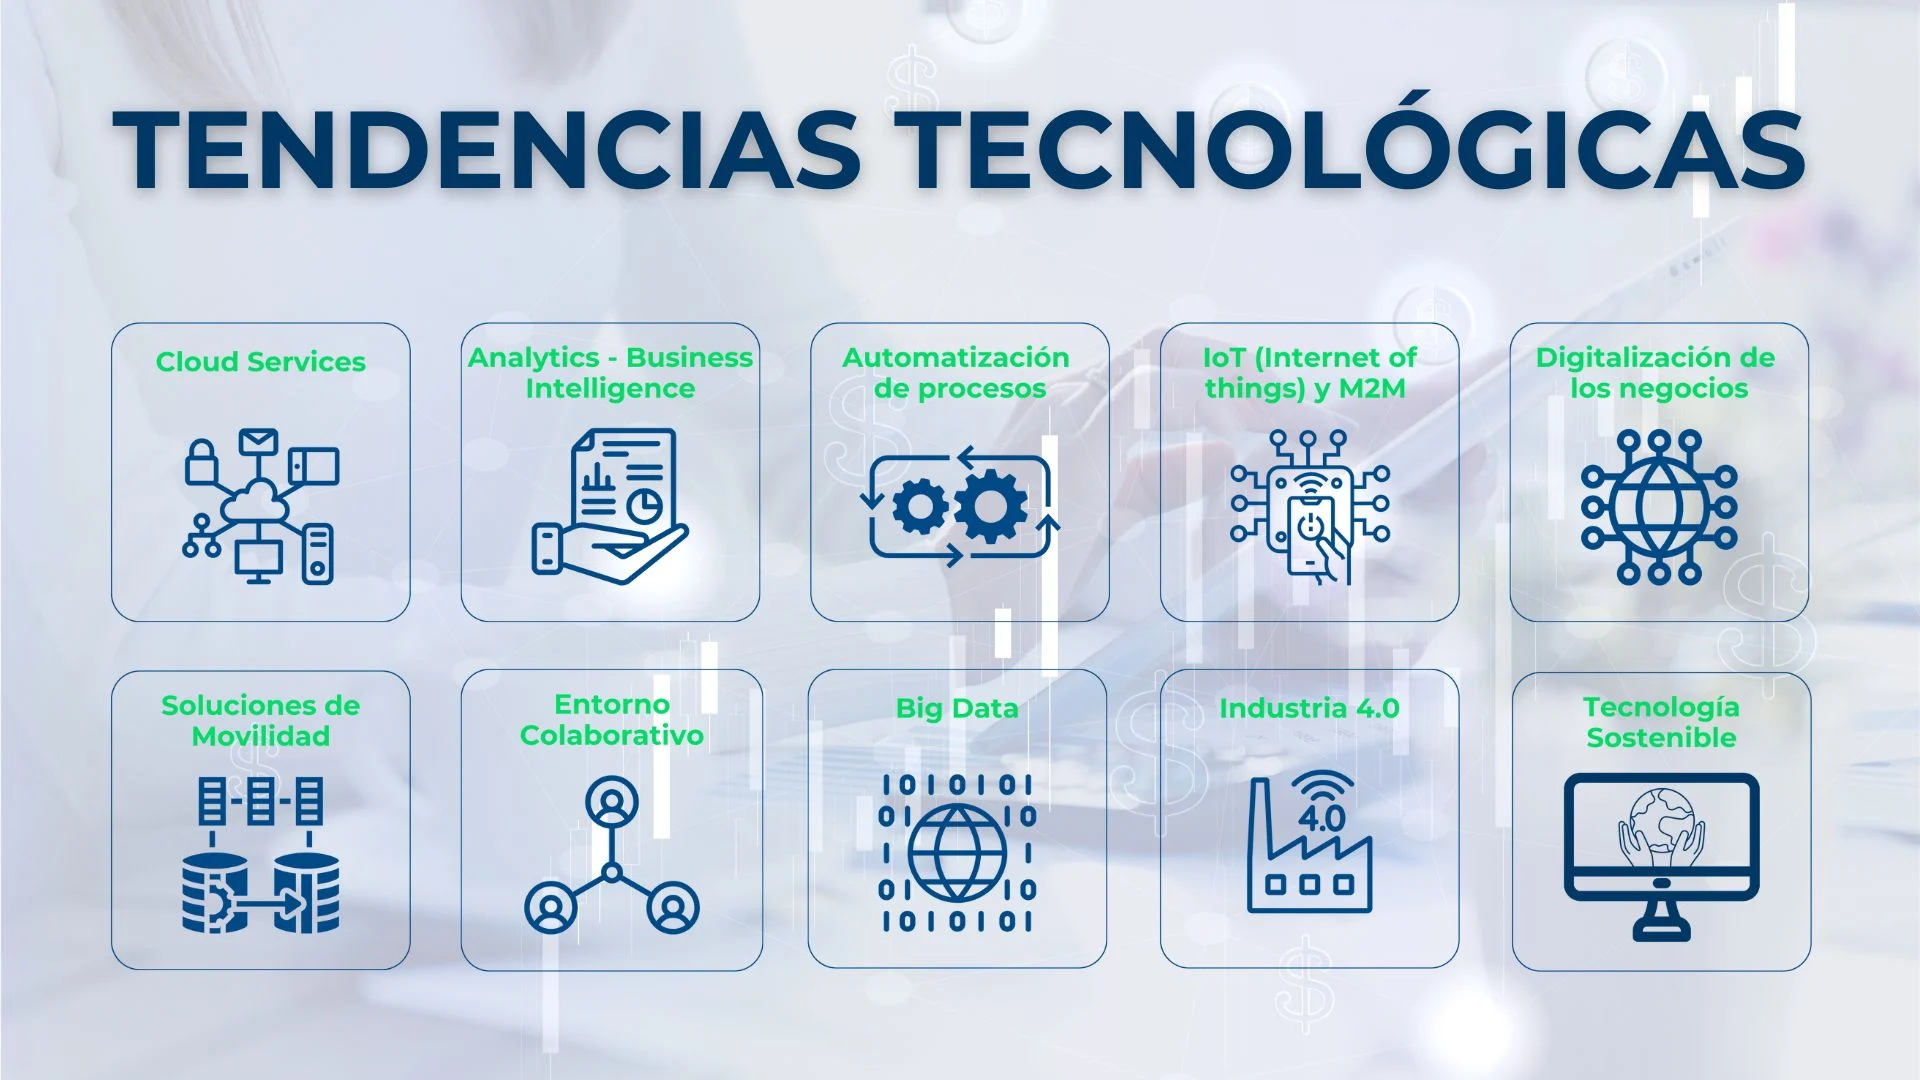 TENDENCIAS TECNOLÓGICAS
Cloud Services
Analytics - Business
Intelligence
Automatización
de procesos
IoT (Internet of
things) y M2M
Digitalización de
los negocios
Soluciones de
Movilidad
Entorno
Colaborativo
Big Data
1010101
01 10
1 1
01 10
1010101
Industria 4.0
4.0
Tecnología
Sostenible